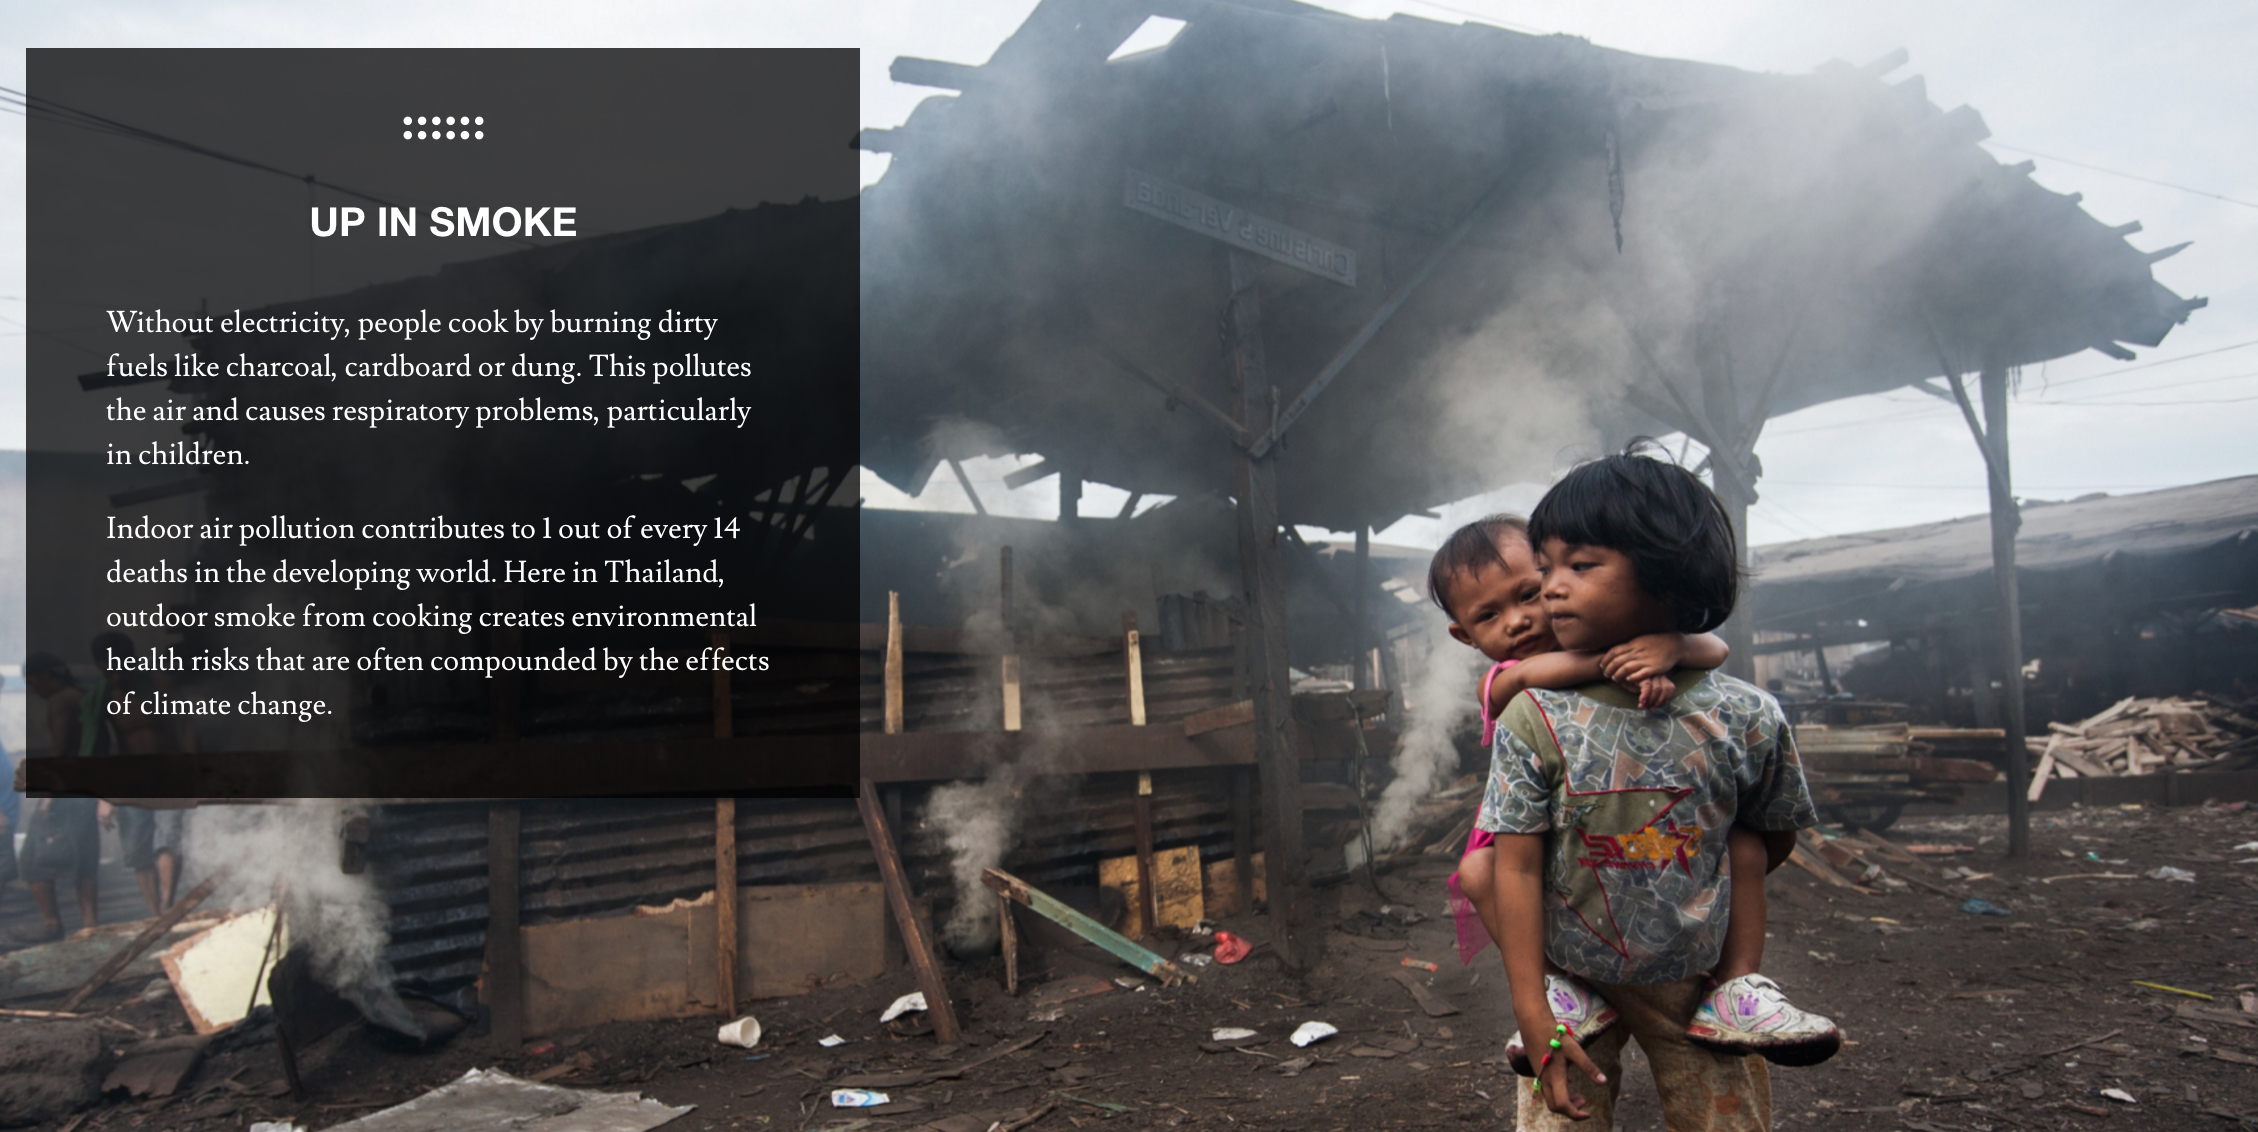 UP IN SMOKE
Without electricity, people cook by burning dirty
fuels like charcoal, cardboard or dung. This pollutes
the air and causes respiratory problems, particularly
in children.
Indoor air pollution contributes to 1 out of every 14
deaths in the developing world. Here in Thailand,
outdoor smoke from cooking creates environmental
health risks that are often compounded by the effects
of climate change.
Christine's Veranda